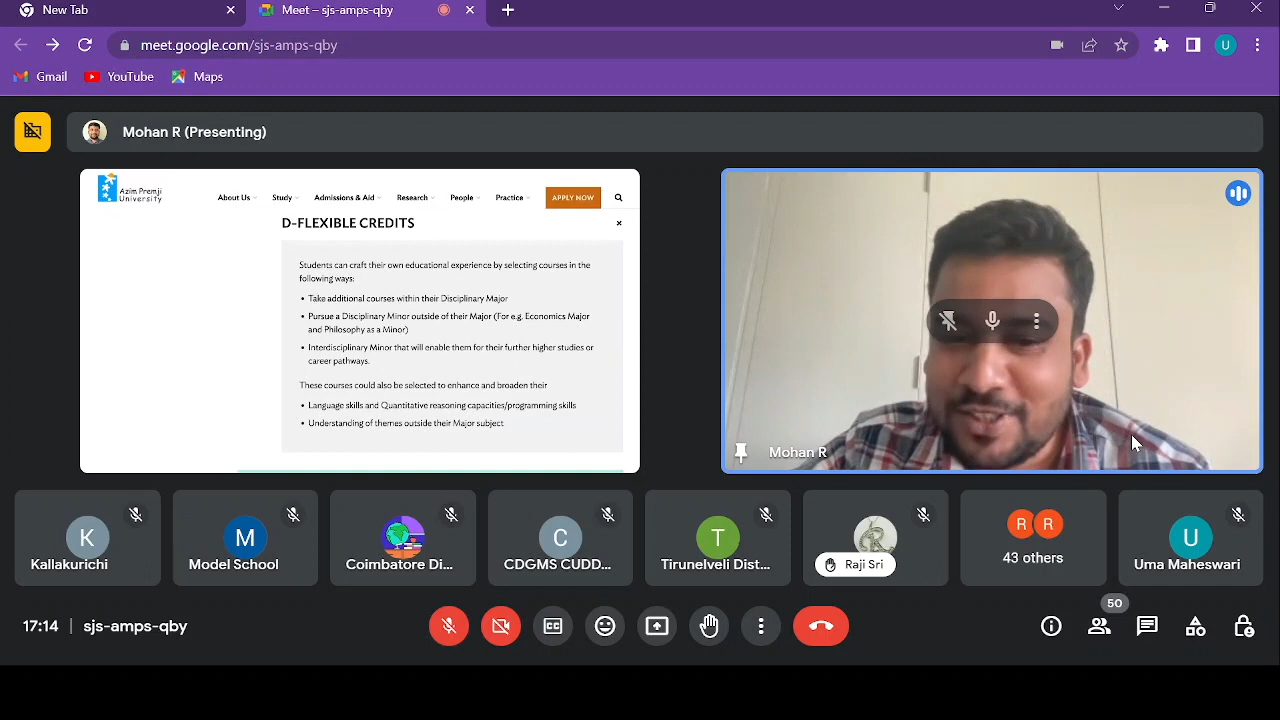 New Tab
Meet – sjs-amps-qby
meet.google.com/sjs-amps-qby
U
Gmail
YouTube
Maps
Mohan R (Presenting)
Azim Premji
University
About Us
Study
Admissions & Aid
Research
People
Practice
APPLY NOW
D-FLEXIBLE CREDITS
Students can craft their own educational experience by selecting courses in the
following ways:
• Take additional courses within their Disciplinary Major
• Pursue a Disciplinary Minor outside of their Major (For e.g. Economics Major
and Philosophy as a Minor)
• Interdisciplinary Minor that will enable them for their further higher studies or
career pathways.
These courses could also be selected to enhance and broaden their
• Language skills and Quantitative reasoning capacities/programming skills
• Understanding of themes outside their Major subject
Mohan R
K
Kallakurichi
M
Model School
Coimbatore Di...
C
CDGMS CUDD...
T
Tirunelveli Dist...
Raji Sri
R R
43 others
U
Uma Maheswari
17:14 | sjs-amps-qby
CC
50